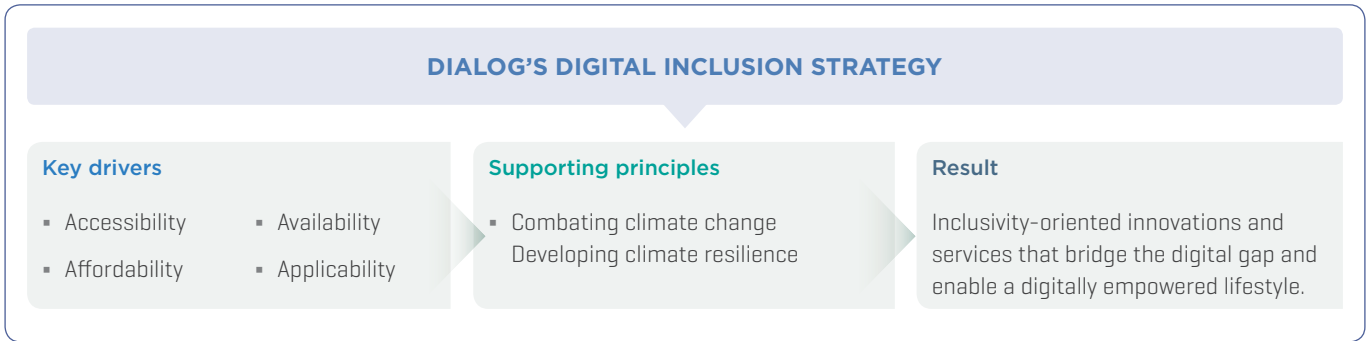 DIALOG’S DIGITAL INCLUSION STRATEGY
Key drivers
▪ Accessibility
▪ Availability
▪ Affordability
▪ Applicability
Supporting principles
▪ Combating climate change
Developing climate resilience
Result
Inclusivity-oriented innovations and
services that bridge the digital gap and
enable a digitally empowered lifestyle.